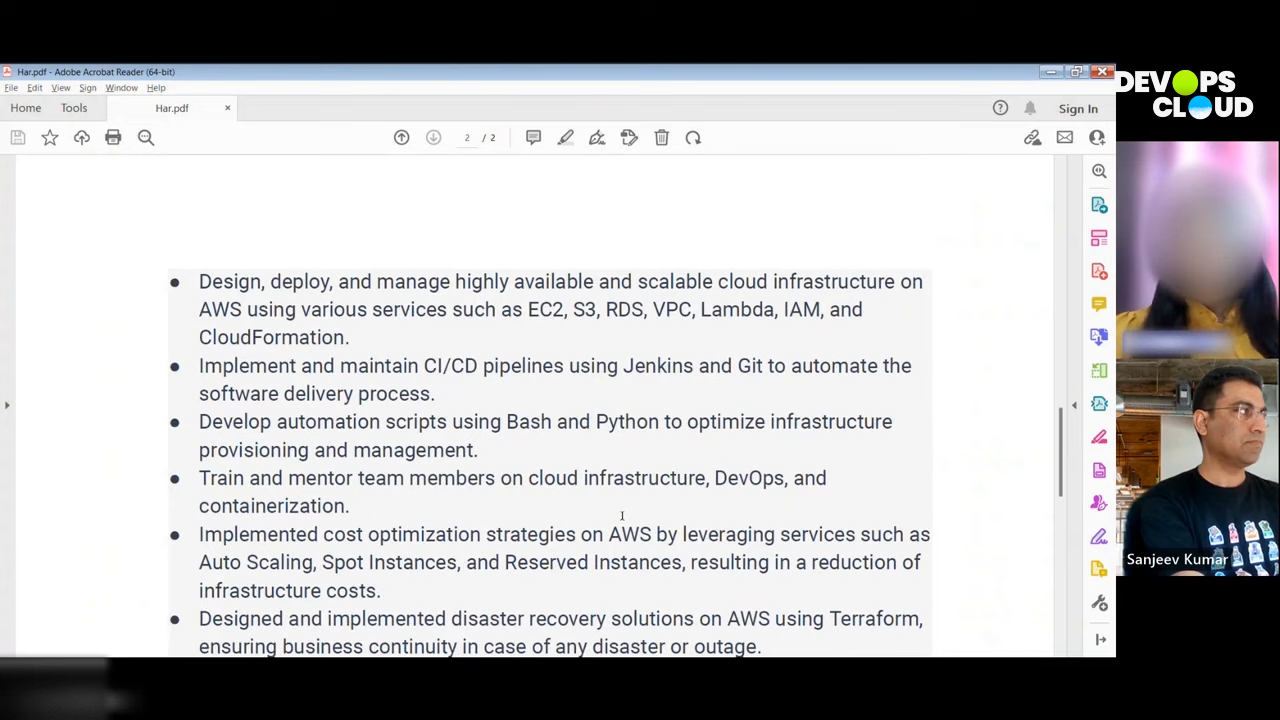 Har.pdf - Adobe Acrobat Reader (64-bit)
File Edit View Sign Window Help
Home Tools Har.pdf × Sign In
2 / 2
DEVOPS
CLOUD
● Design, deploy, and manage highly available and scalable cloud infrastructure on
AWS using various services such as EC2, S3, RDS, VPC, Lambda, IAM, and
CloudFormation.
● Implement and maintain CI/CD pipelines using Jenkins and Git to automate the
software delivery process.
● Develop automation scripts using Bash and Python to optimize infrastructure
provisioning and management.
● Train and mentor team members on cloud infrastructure, DevOps, and
containerization.
● Implemented cost optimization strategies on AWS by leveraging services such as
Auto Scaling, Spot Instances, and Reserved Instances, resulting in a reduction of
infrastructure costs.
● Designed and implemented disaster recovery solutions on AWS using Terraform,
ensuring business continuity in case of any disaster or outage.
Sanjeev Kumar